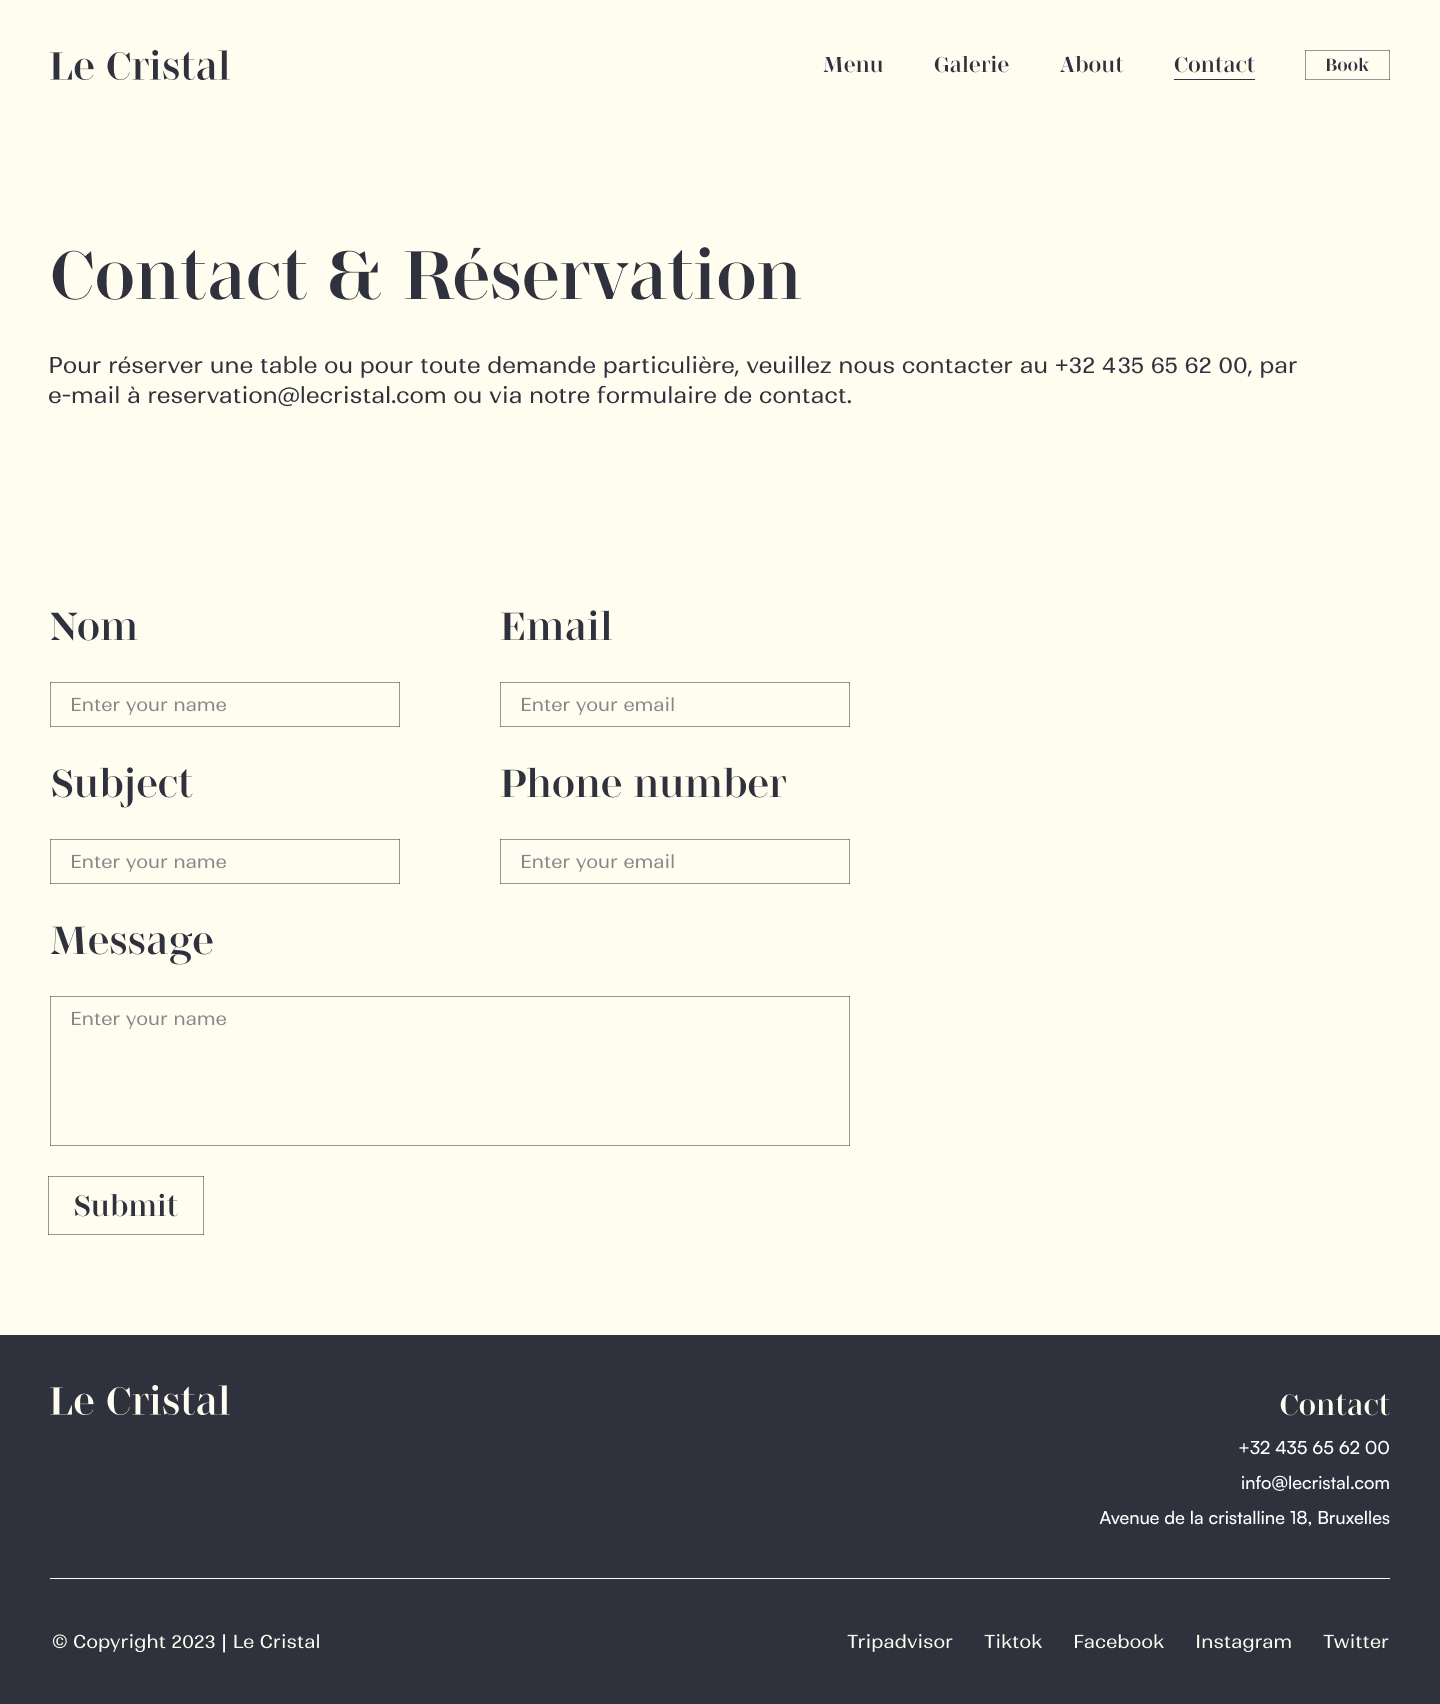 Le Cristal
Menu Galerie About Contact Book
Contact & Réservation
Pour réserver une table ou pour toute demande particulière, veuillez nous contacter au +32 435 65 62 00, par
e-mail à reservation@lecristal.com ou via notre formulaire de contact.
Nom
Enter your name
Email
Enter your email
Subject
Enter your name
Phone number
Enter your email
Message
Enter your name
Submit
Le Cristal
Contact
+32 435 65 62 00
info@lecristal.com
Avenue de la cristalline 18, Bruxelles
© Copyright 2023 | Le Cristal
Tripadvisor Tiktok Facebook Instagram Twitter